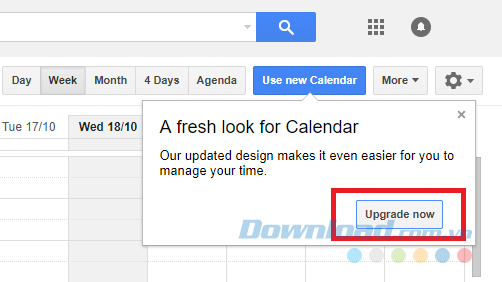 Day Week Month 4 Days Agenda Use new Calendar More
Tue 17/10 Wed 18/10
A fresh look for Calendar
Our updated design makes it even easier for you to
manage your time.
Upgrade now
Download.com.vn